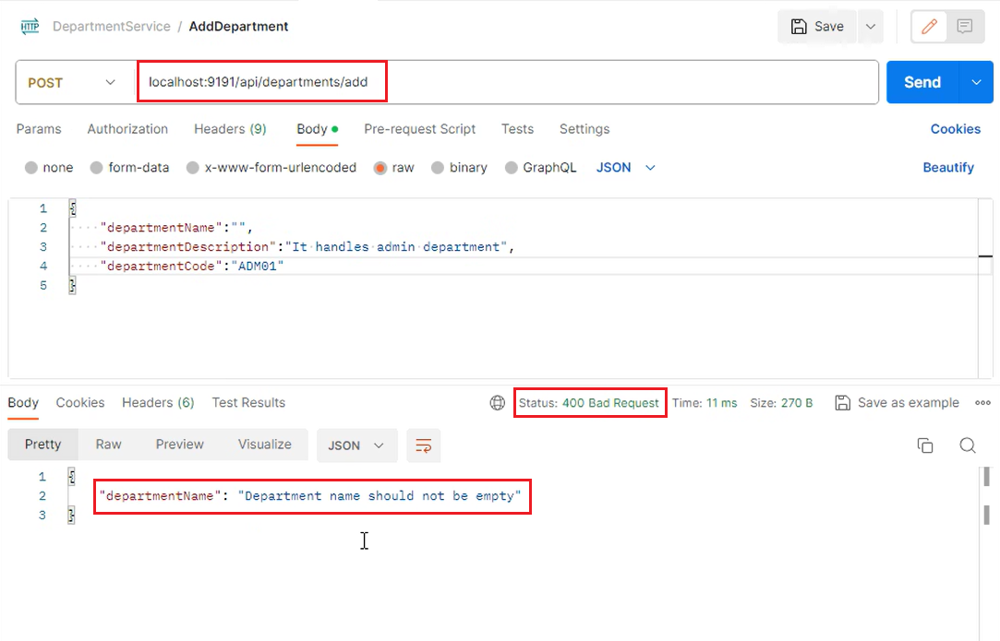 HTTP DepartmentService / AddDepartment Save
POST localhost:9191/api/departments/add Send
Params Authorization Headers (9) Body Pre-request Script Tests Settings Cookies
none form-data x-www-form-urlencoded raw binary GraphQL JSON Beautify
1 {
2 ····"departmentName":"",
3 ····"departmentDescription":"It·handles·admin·department",
4 ····"departmentCode":"ADM01"
5 }
Body Cookies Headers (6) Test Results Status: 400 Bad Request Time: 11 ms Size: 270 B Save as example
Pretty Raw Preview Visualize JSON
1 {
2 "departmentName": "Department name should not be empty"
3 }